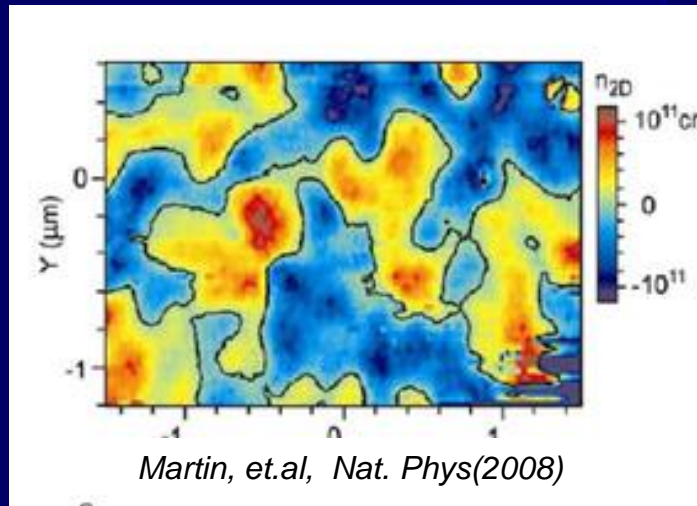 n2D
10¹¹cm
0
-10¹¹
Y (μm)
0
-1
-1
0
1
Martin, et.al, Nat. Phys(2008)